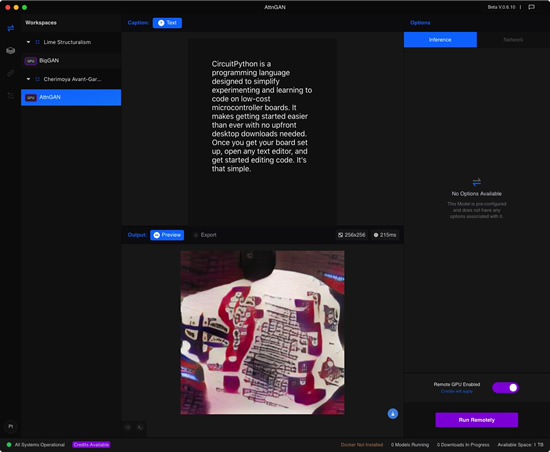 AttnGAN
Beta V.0.6.10
Workspaces
Caption:
Text
Options
Lime Structuralism
BigGAN
Cherimoya Avant-Gar...
AttnGAN
GPU
GPU
CircuitPython is a
programming language
designed to simplify
experimenting and learning to
code on low-cost
microcontroller boards. It
makes getting started easier
than ever with no upfront
desktop downloads needed.
Once you get your board set
up, open any text editor, and
get started editing code. It's
that simple.
Inference
Network
No Options Available
This Model is pre-configured
and does not have any
options associated with it.
Output:
Preview
Export
256x256
215ms
Remote GPU Enabled
Credits will apply
Run Remotely
PI
All Systems Operational
Credits Available
Docker Not Installed
0 Models Running
0 Downloads In Progress
Available Space: 1 TB